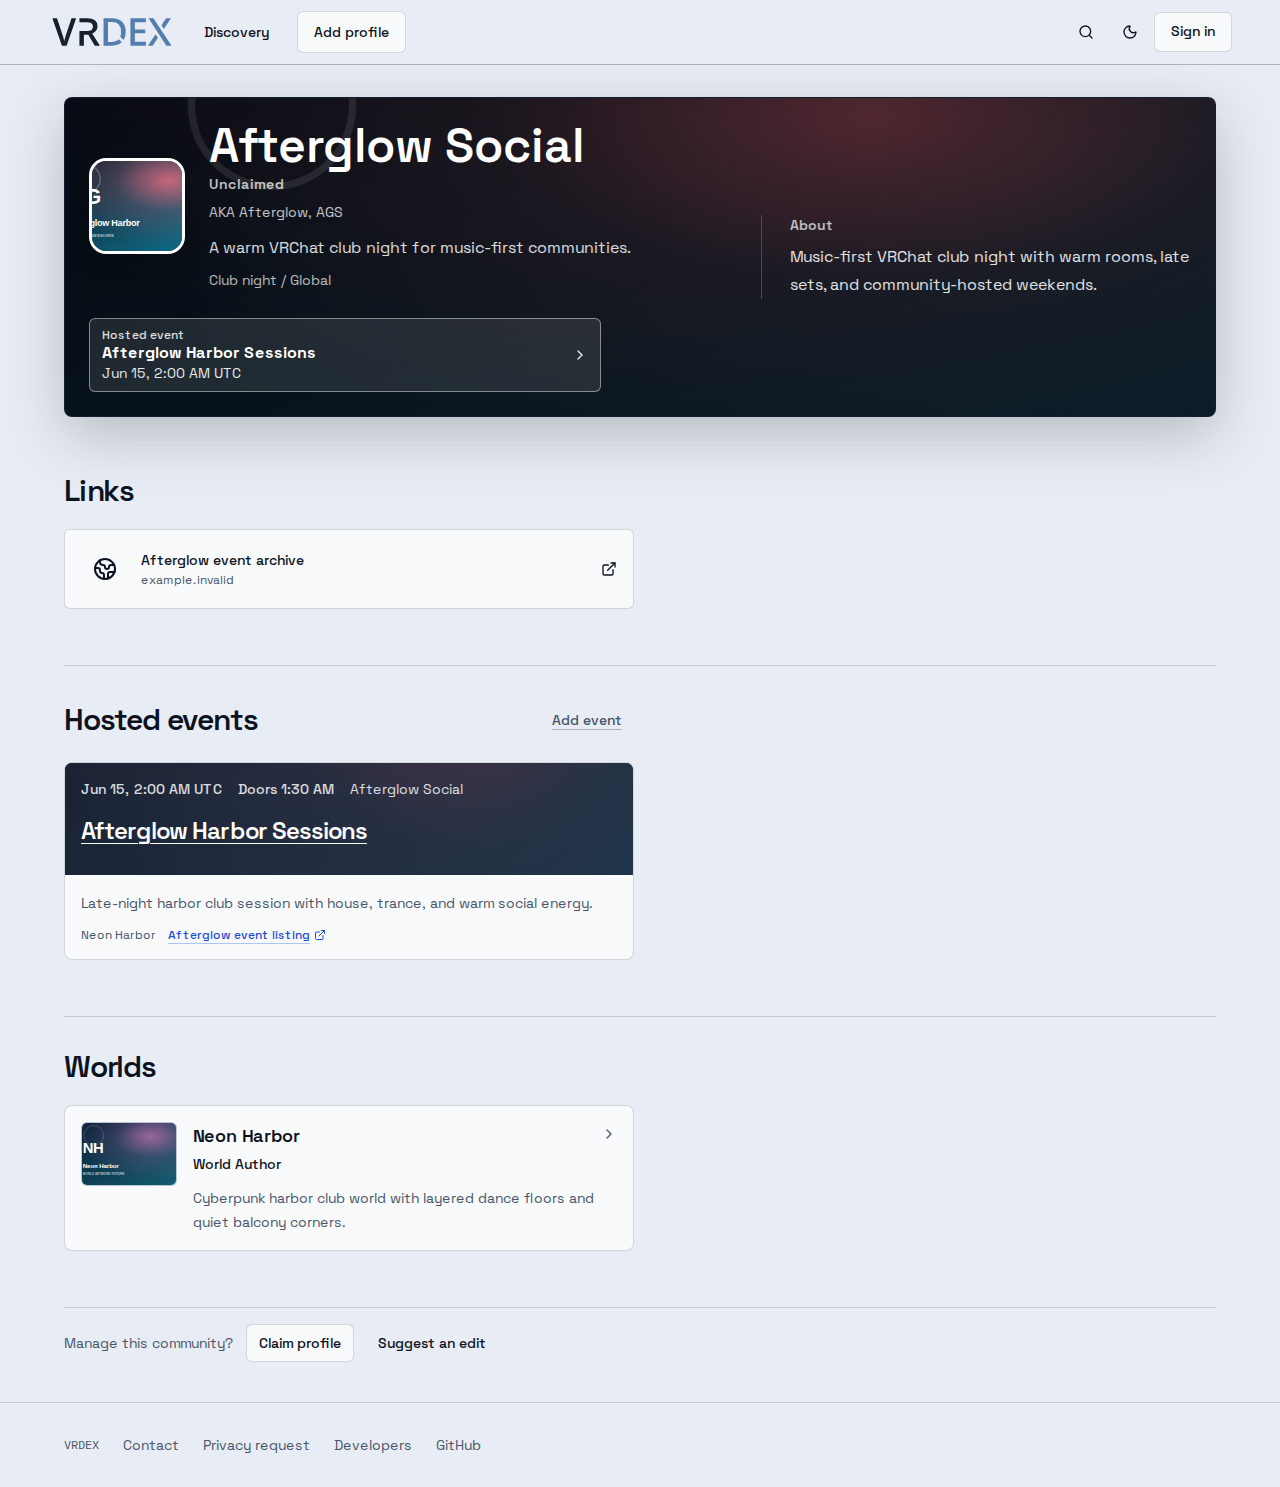 VRDEX
Discovery
Add profile
Sign in
Afterglow Social
Unclaimed
AKA Afterglow, AGS
A warm VRChat club night for music-first communities.
Club night / Global
G
glow Harbor
SESSIONS
About
Music-first VRChat club night with warm rooms, late
sets, and community-hosted weekends.
Hosted event
Afterglow Harbor Sessions
Jun 15, 2:00 AM UTC
Links
Afterglow event archive
example.invalid
Hosted events
Add event
Jun 15, 2:00 AM UTC Doors 1:30 AM Afterglow Social
Afterglow Harbor Sessions
Late-night harbor club session with house, trance, and warm social energy.
Neon Harbor Afterglow event listing
Worlds
NH
Neon Harbor
WORLD ARTWORK FIXTURE
Neon Harbor
World Author
Cyberpunk harbor club world with layered dance floors and
quiet balcony corners.
Manage this community?
Claim profile
Suggest an edit
VRDEX
Contact
Privacy request
Developers
GitHub